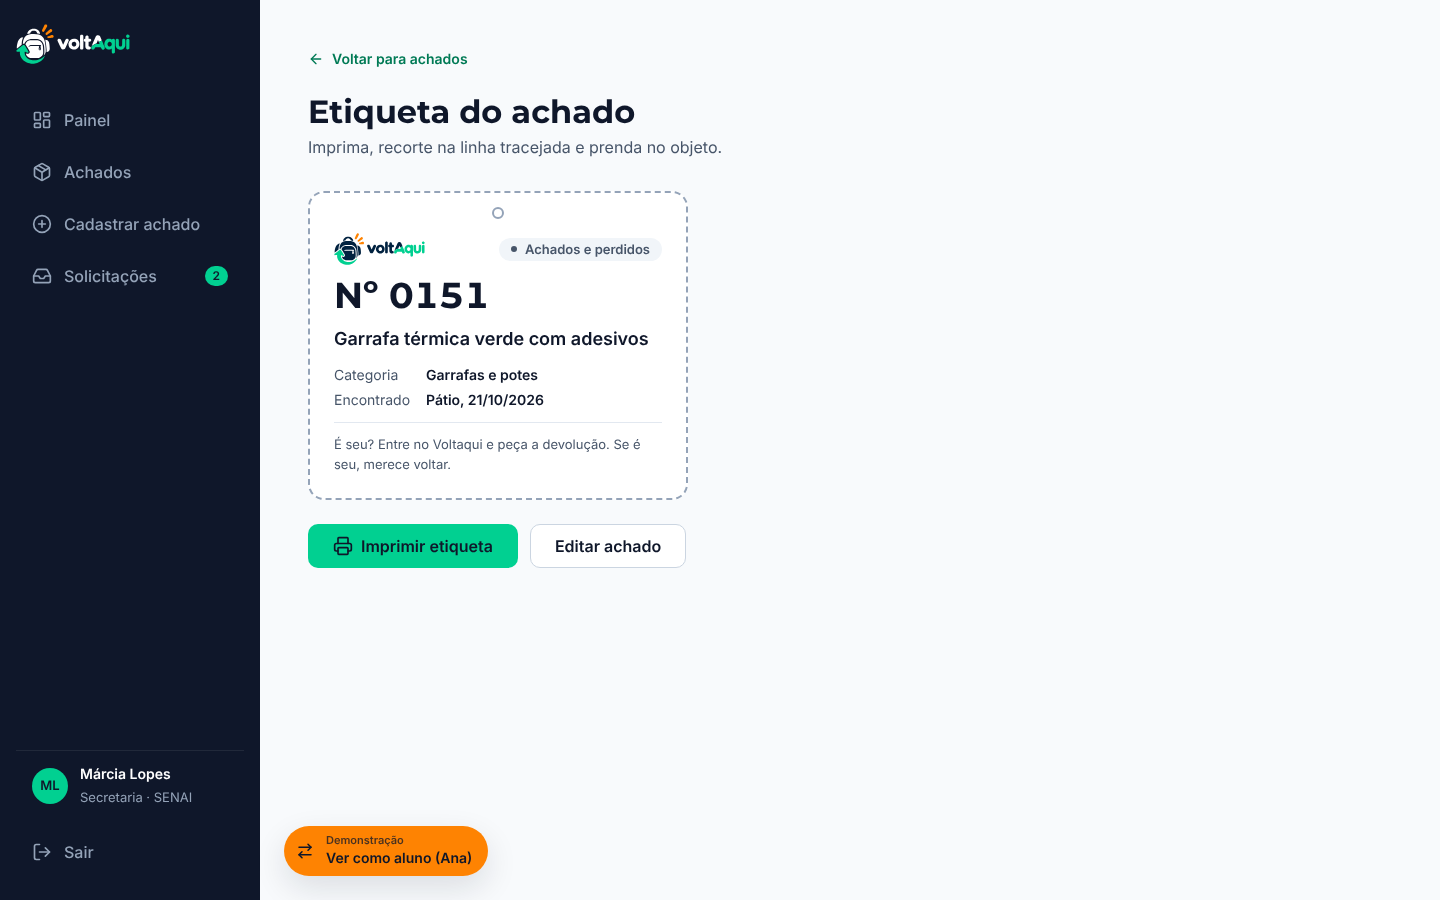 voltAqui
Painel
Achados
Cadastrar achado
Solicitações 2
ML
Márcia Lopes
Secretaria · SENAI
Sair
Voltar para achados
Etiqueta do achado
Imprima, recorte na linha tracejada e prenda no objeto.
voltAqui
Achados e perdidos
Nº 0151
Garrafa térmica verde com adesivos
Categoria Garrafas e potes
Encontrado Pátio, 21/10/2026
É seu? Entre no Voltaqui e peça a devolução. Se é
seu, merece voltar.
Imprimir etiqueta
Editar achado
Demonstração
Ver como aluno (Ana)